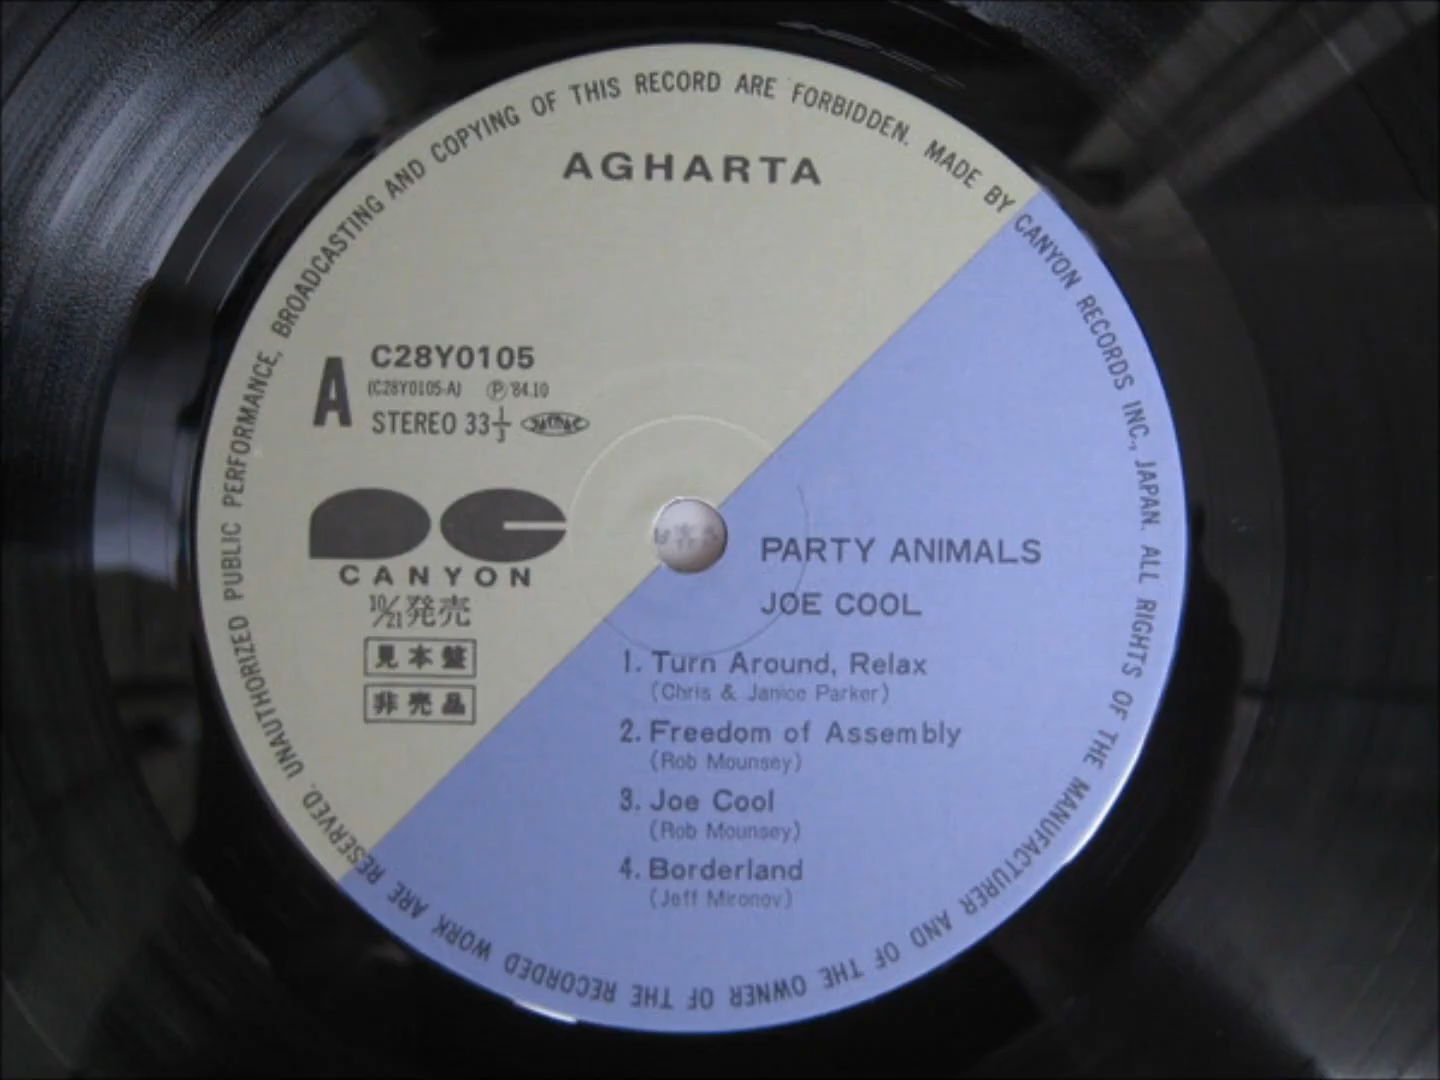 UNAUTHORIZED PUBLIC PERFORMANCE, BROADCASTING AND COPYING OF THIS RECORD ARE FORBIDDEN. MADE BY CANYON RECORDS INC., JAPAN. ALL RIGHTS OF THE MANUFACTURER AND OF THE OWNER OF THE RECORDED WORK ARE RESERVED.
AGHARTA
A
C28Y0105
(C28Y0105-A) Ⓟ'84.10
STEREO 33 1/3
CANYON
10/21発売
見本盤
非売品
PARTY ANIMALS
JOE COOL
1. Turn Around, Relax
(Chris & Janice Parker)
2. Freedom of Assembly
(Rob Mounsey)
3. Joe Cool
(Rob Mounsey)
4. Borderland
(Jeff Mironov)